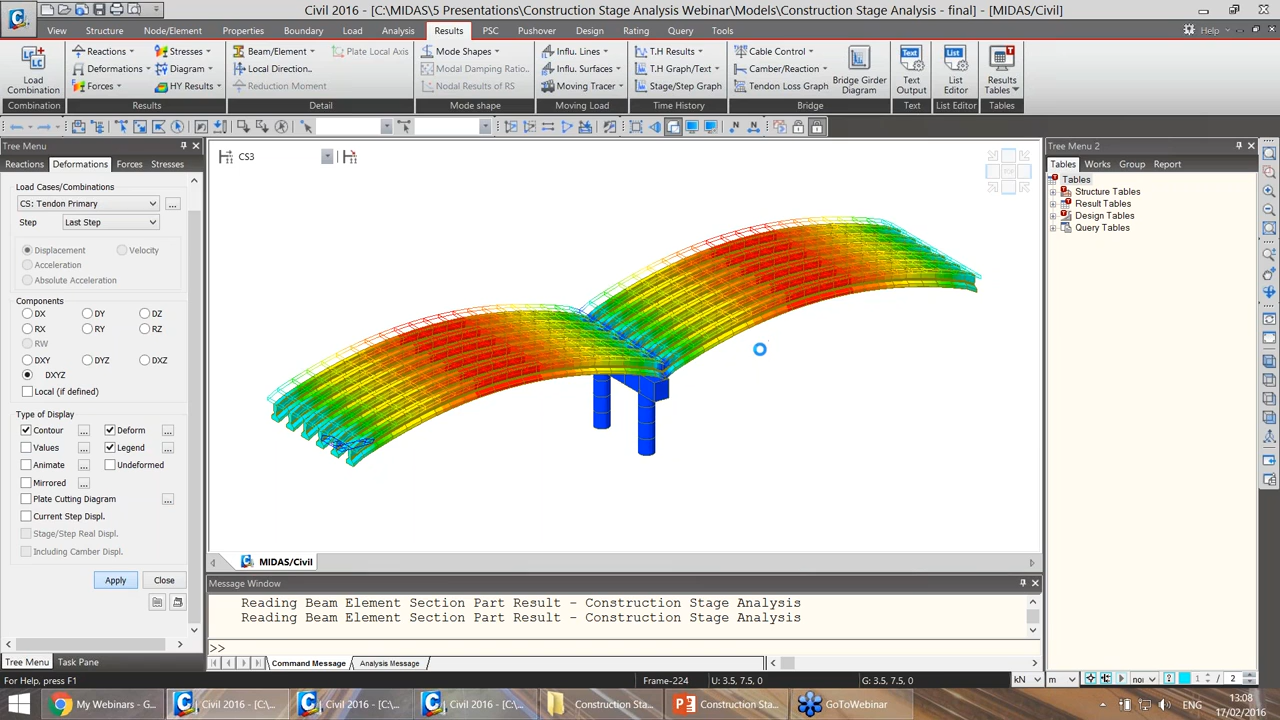 Civil 2016 - [C:\MIDAS\5 Presentations\Construction Stage Analysis Webinar\Models\Construction Stage Analysis - final] - [MIDAS/Civil]
View Structure Node/Element Properties Boundary Load Analysis Results PSC Pushover Design Rating Query Tools Help
Load Combination
Reactions
Deformations
Forces
Stresses
Diagram
HY Results
Beam/Element
Local Direction
Reduction Moment
Plate Local Axis
Mode Shapes
Modal Damping Ratio
Nodal Results of RS
Influ. Lines
Influ. Surfaces
Moving Tracer
T.H Results
T.H Graph/Text
Stage/Step Graph
Cable Control
Camber/Reaction
Tendon Loss Graph
Bridge Girder Diagram
Text Output
List Editor
Results Tables
Combination Results Detail Mode shape Moving Load Time History Bridge Text List Editor Tables
Tree Menu
Reactions Deformations Forces Stresses
Load Cases/Combinations
CS: Tendon Primary ...
Step Last Step
Displacement Velocity
Acceleration
Absolute Acceleration
Components
DX DY DZ
RX RY RZ
RW
DXY DYZ DXZ
DXYZ
Local (if defined)
Type of Display
Contour ... Deform ...
Values ... Legend ...
Animate ... Undeformed
Mirrored ...
Plate Cutting Diagram ...
Current Step Displ.
Stage/Step Real Displ.
Including Camber Displ.
Apply Close
Tree Menu Task Pane
CS3
MIDAS/Civil
Message Window
Reading Beam Element Section Part Result - Construction Stage Analysis
Reading Beam Element Section Part Result - Construction Stage Analysis
>>
Command Message Analysis Message
Tree Menu 2
Tables Works Group Report
Tables
Structure Tables
Result Tables
Design Tables
Query Tables
For Help, press F1
Frame-224 U: 3.5, 7.5, 0 G: 3.5, 7.5, 0 kN m noi 1 / 2
My Webinars - G... Civil 2016 - [C:\... Civil 2016 - [C:\... Civil 2016 - [C:\... Construction Sta... Construction Sta... GoToWebinar
ENG
13:08
17/02/2016